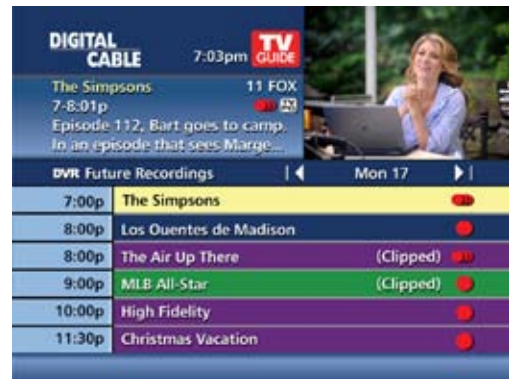 DIGITAL
CABLE
7:03pm
TV
GUIDE
The Simpsons 11 FOX
7-8:01p
Episode 112, Bart goes to camp.
In an episode that sees Marge...
DVR Future Recordings Mon 17
7:00p The Simpsons
8:00p Los Ouentes de Madison
8:00p The Air Up There (Clipped)
9:00p MLB All-Star (Clipped)
10:00p High Fidelity
11:30p Christmas Vacation